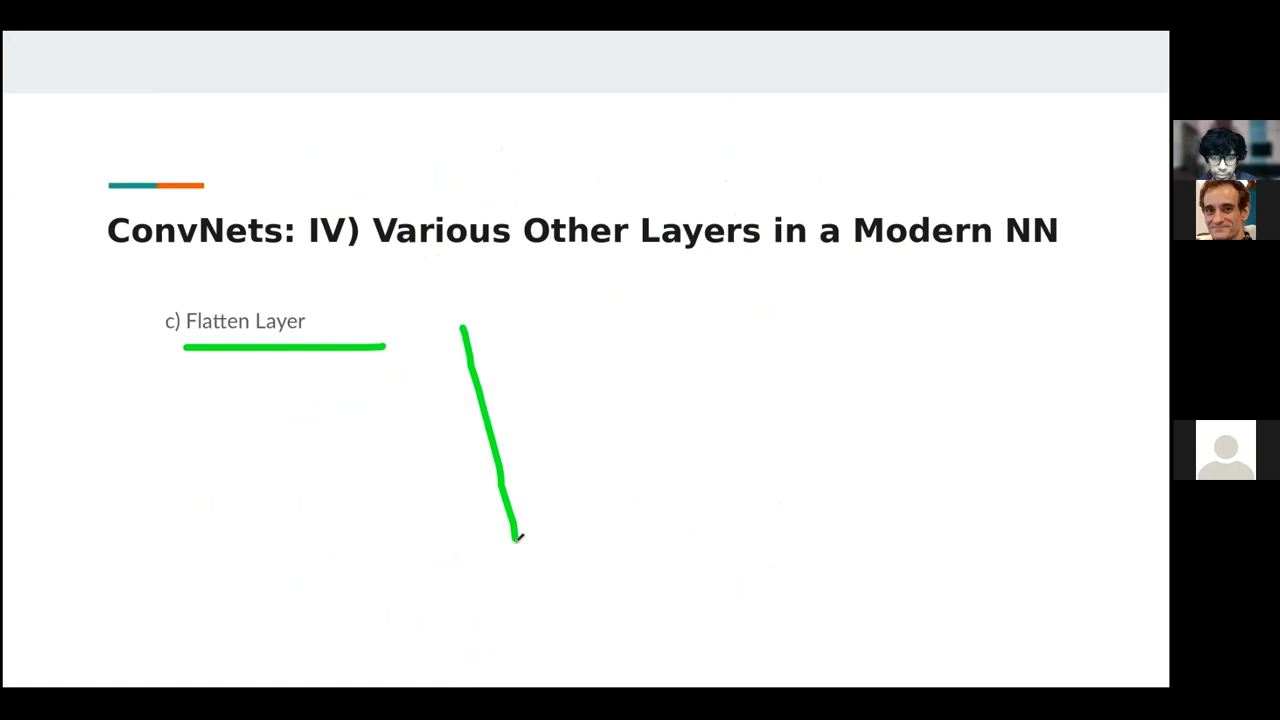 ConvNets: IV) Various Other Layers in a Modern NN
c) Flatten Layer